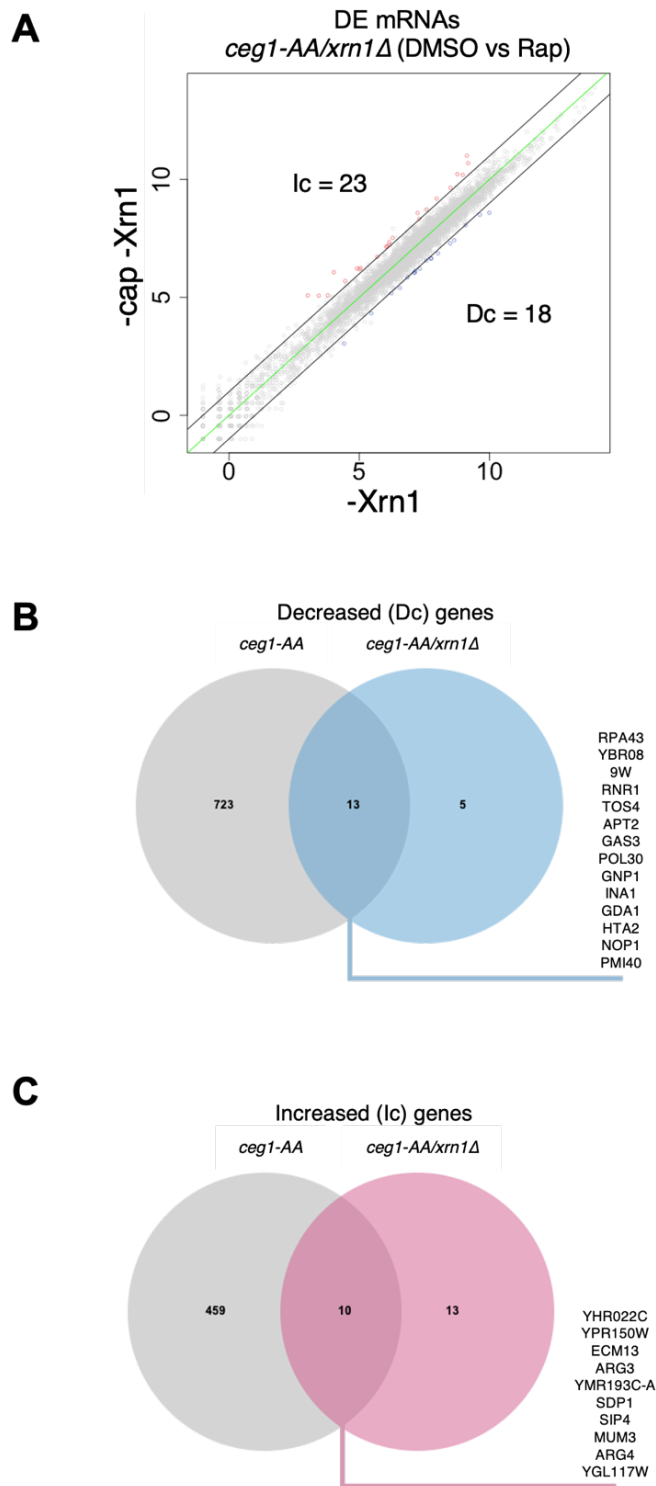 A
DE mRNAs
ceg1-AA/xrn1Δ (DMSO vs Rap)
-cap -Xrn1
10
5
0
Ic = 23
Dc = 18
0
5
10
-Xrn1
B
Decreased (Dc) genes
ceg1-AA
ceg1-AA/xrn1Δ
723
13
5
RPA43
YBR08
9W
RNR1
TOS4
APT2
GAS3
POL30
GNP1
INA1
GDA1
HTA2
NOP1
PMI40
C
Increased (Ic) genes
ceg1-AA
ceg1-AA/xrn1Δ
459
10
13
YHR022C
YPR150W
ECM13
ARG3
YMR193C-A
SDP1
SIP4
MUM3
ARG4
YGL117W